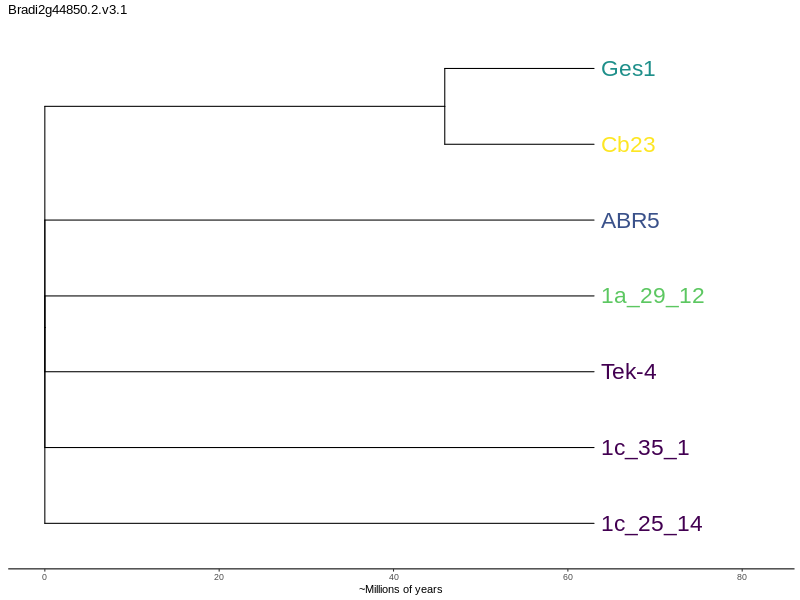 Bradi2g44850.2.v3.1
Ges1
Cb23
ABR5
1a_29_12
Tek-4
1c_35_1
1c_25_14
0 20 40 60 80
~Millions of years